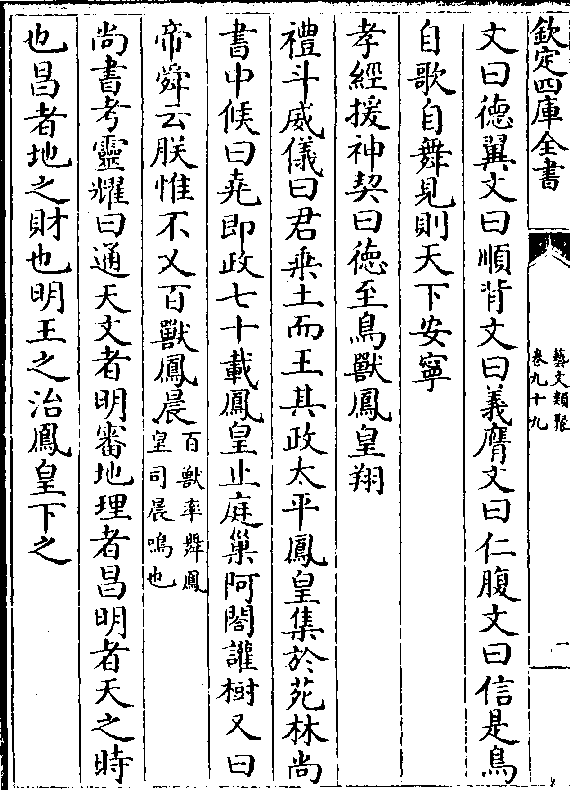 欽定四庫全書
藝文類聚
卷九十九
一
文曰德翼文曰順背文曰義膺文曰仁腹文曰信是鳥
自歌自舞見則天下安寧
孝經援神契曰德至鳥獸鳳皇翔
禮斗威儀曰君乗土而王其政太平鳳皇集於苑林尚
書中候曰堯即政七十載鳳皇止庭巢阿閣讙樹又曰
帝舜云朕惟不乂百獸鳳晨百獸率舞鳳皇司晨鳴也
尚書考靈耀曰通天文者明審地理者昌明者天之時
也昌者地之財也明王之治鳳皇下之